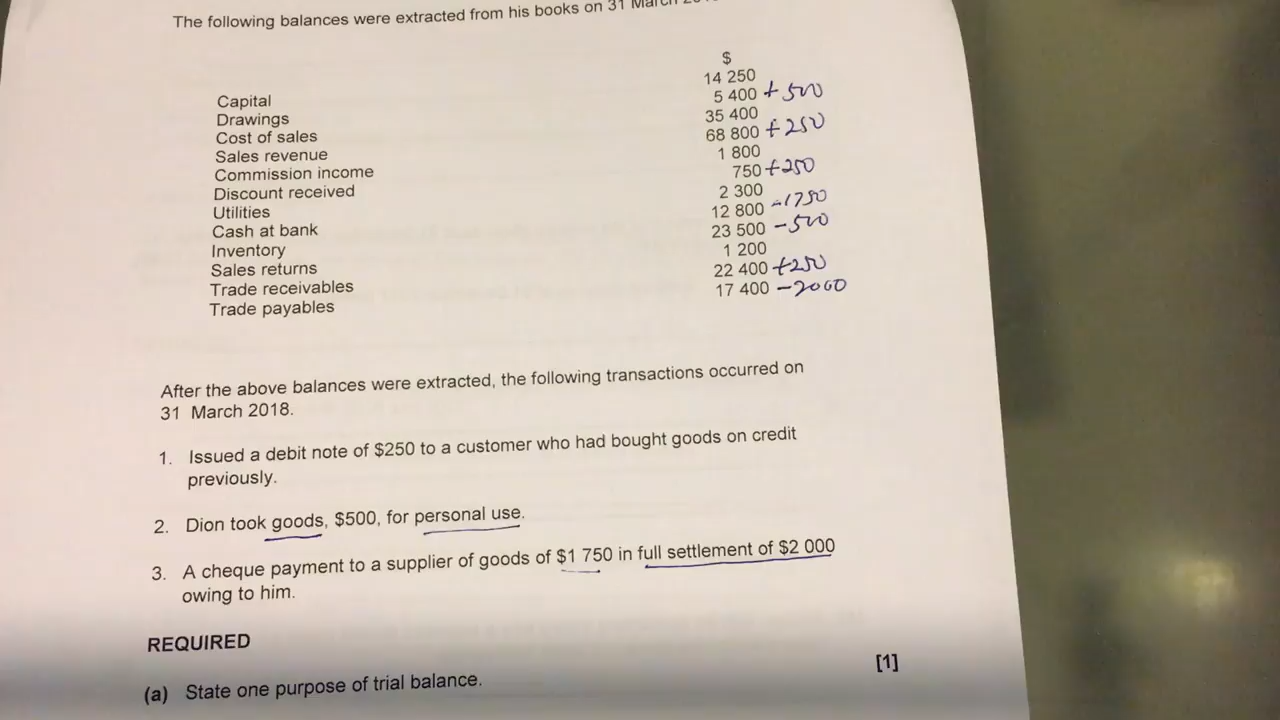 The following balances were extracted from his books on 31 March
$
Capital 14 250
Drawings 5 400 + 500
Cost of sales 35 400
Sales revenue 68 800 + 250
Commission income 1 800
Discount received 750 + 250
Utilities 2 300
Cash at bank 12 800 - 1750
Inventory 23 500 - 500
Sales returns 1 200
Trade receivables 22 400 + 250
Trade payables 17 400 - 2000
After the above balances were extracted, the following transactions occurred on
31 March 2018.
1. Issued a debit note of $250 to a customer who had bought goods on credit
previously.
2. Dion took goods, $500, for personal use.
3. A cheque payment to a supplier of goods of $1 750 in full settlement of $2 000
owing to him.
REQUIRED
(a) State one purpose of trial balance. [1]